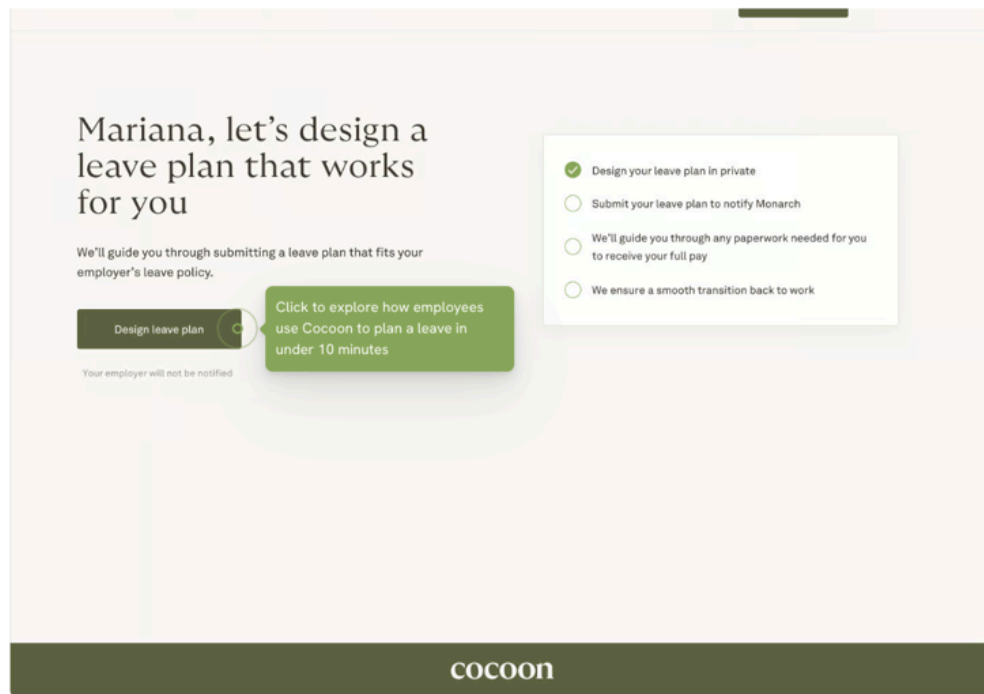 Mariana, let's design a
leave plan that works
for you
We'll guide you through submitting a leave plan that fits your
employer's leave policy.
Design leave plan
Click to explore how employees
use Cocoon to plan a leave in
under 10 minutes
Your employer will not be notified
Design your leave plan in private
Submit your leave plan to notify Monarch
We'll guide you through any paperwork needed for you
to receive your full pay
We ensure a smooth transition back to work
cocoon